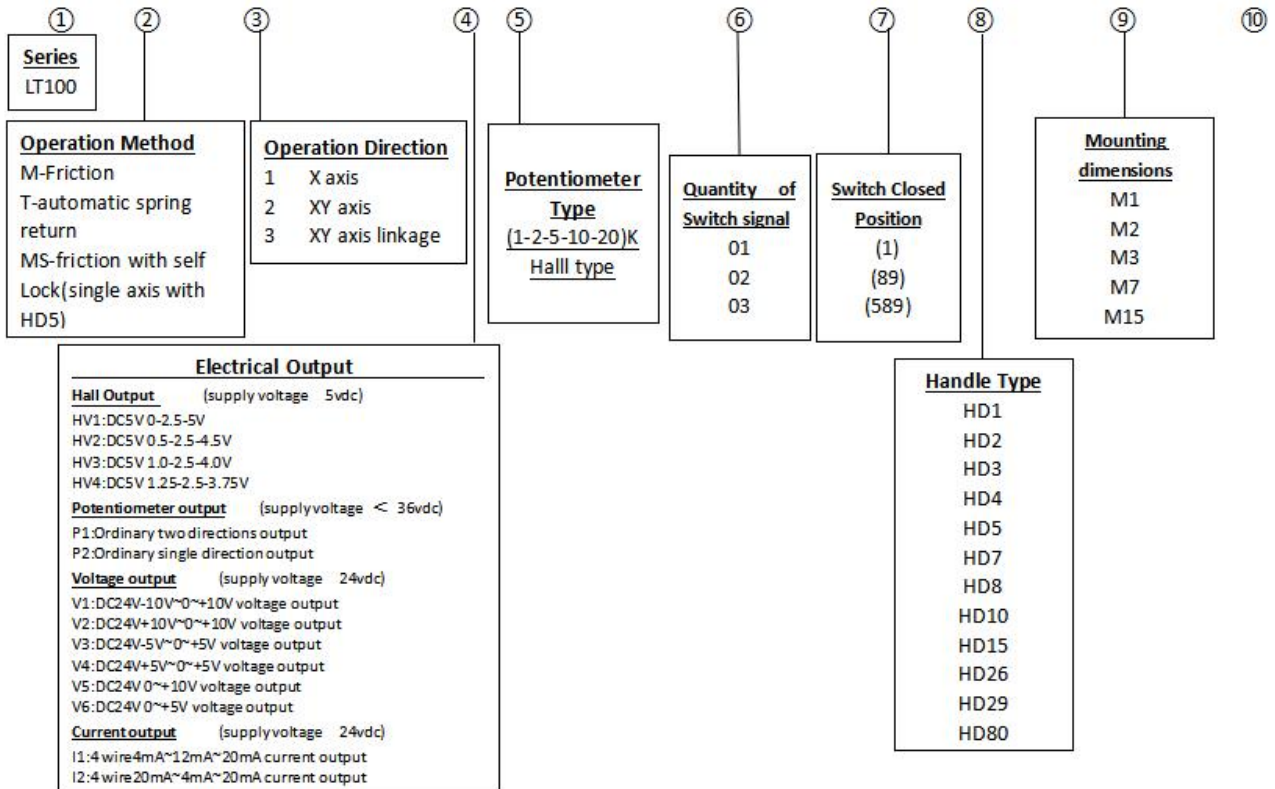 ① ② ③ ④ ⑤ ⑥ ⑦ ⑧ ⑨ ⑩
Series
LT100
Operation Method
M-Friction
T-automatic spring
return
MS-friction with self
Lock(single axis with
HD5)
Operation Direction
1 X axis
2 XY axis
3 XY axis linkage
Electrical Output
Hall Output (supply voltage 5vdc)
HV1:DC5V 0-2.5-5V
HV2:DC5V 0.5-2.5-4.5V
HV3:DC5V 1.0-2.5-4.0V
HV4:DC5V 1.25-2.5-3.75V
Potentiometer output (supply voltage < 36vdc)
P1:Ordinary two directions output
P2:Ordinary single direction output
Voltage output (supply voltage 24vdc)
V1:DC24V-10V~0~+10V voltage output
V2:DC24V+10V~0~+10V voltage output
V3:DC24V-5V~0~+5V voltage output
V4:DC24V+5V~0~+5V voltage output
V5:DC24V 0~+10V voltage output
V6:DC24V 0~+5V voltage output
Current output (supply voltage 24vdc)
I1:4 wire4mA~12mA~20mA current output
I2:4 wire20mA~4mA~20mA current output
Potentiometer
Type
(1-2-5-10-20)K
Halll type
Quantity of
Switch signal
01
02
03
Switch Closed
Position
(1)
(89)
(589)
Handle Type
HD1
HD2
HD3
HD4
HD5
HD7
HD8
HD10
HD15
HD26
HD29
HD80
Mounting
dimensions
M1
M2
M3
M7
M15